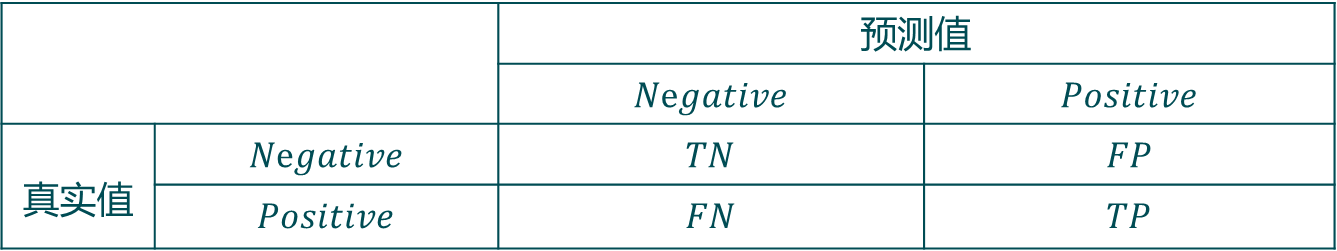 预测值
Negative Positive
Negative TN FP
真实值
Positive FN TP